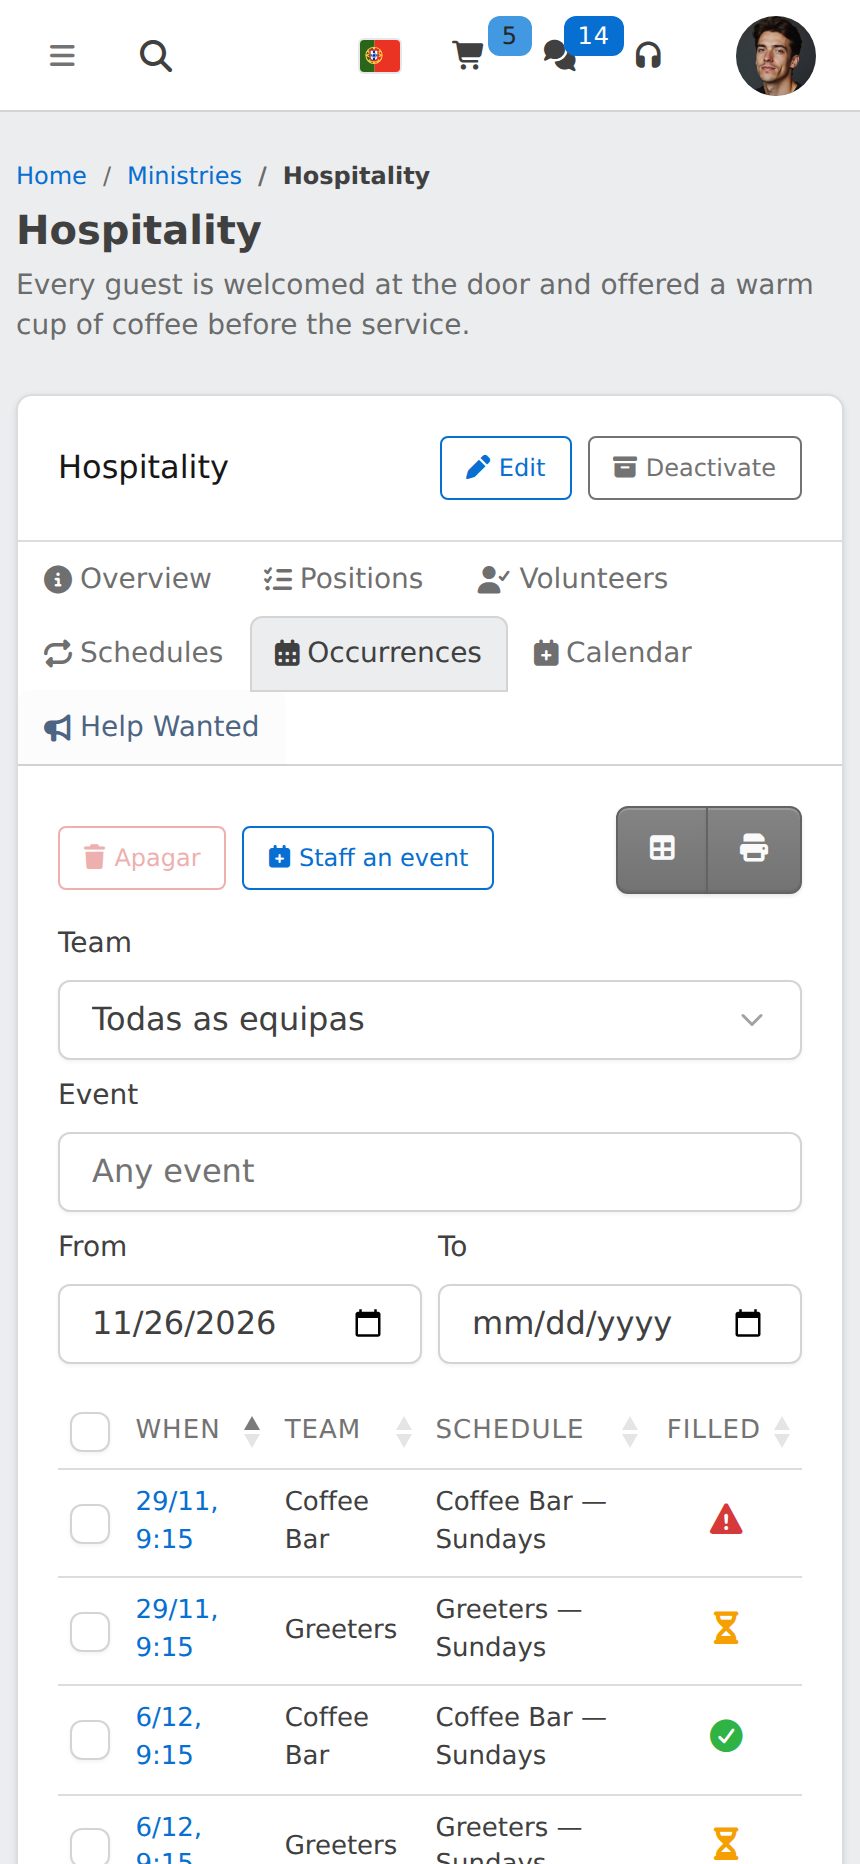 5
14
Home / Ministries / Hospitality
Hospitality
Every guest is welcomed at the door and offered a warm
cup of coffee before the service.
Hospitality
Edit
Deactivate
Overview
Positions
Volunteers
Schedules
Occurrences
Calendar
Help Wanted
Apagar
Staff an event
Team
Todas as equipas
Event
Any event
From
To
11/26/2026
mm/dd/yyyy
WHEN
TEAM
SCHEDULE
FILLED
29/11,
9:15
Coffee
Bar
Coffee Bar —
Sundays
29/11,
9:15
Greeters
Greeters —
Sundays
6/12,
9:15
Coffee
Bar
Coffee Bar —
Sundays
6/12,
9:15
Greeters
Greeters —
Sundays